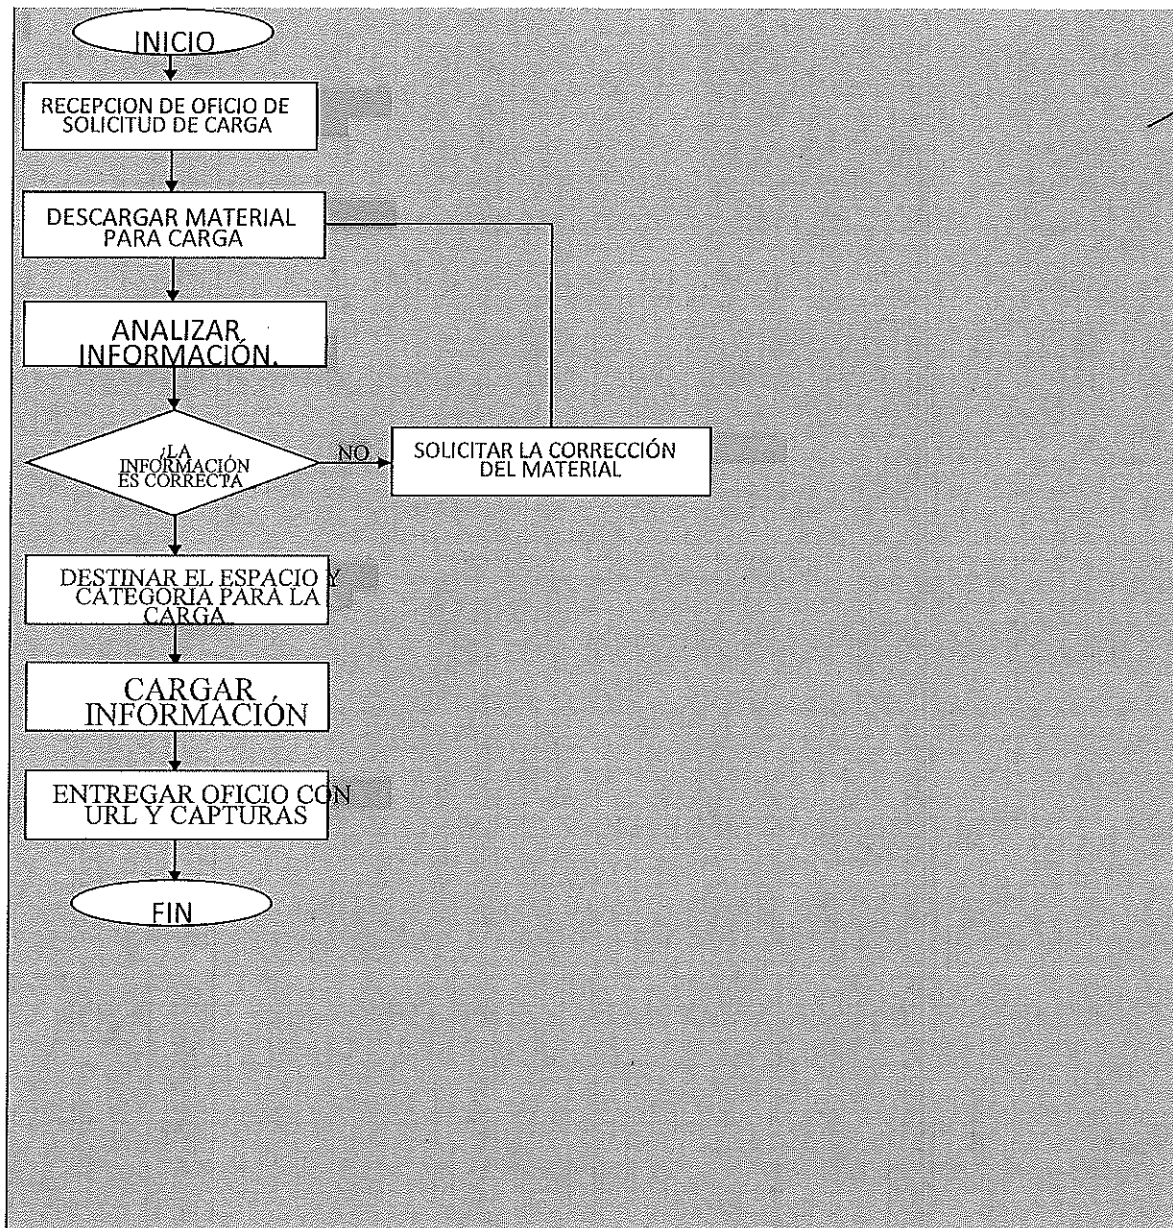 INICIO
RECEPCION DE OFICIO DE
SOLICITUD DE CARGA
DESCARGAR MATERIAL
PARA CARGA
ANALIZAR
INFORMACIÓN.
¿LA
INFORMACIÓN
ES CORRECTA
NO
SOLICITAR LA CORRECCIÓN
DEL MATERIAL
DESTINAR EL ESPACIO Y
CATEGORIA PARA LA
CARGA.
CARGAR
INFORMACIÓN
ENTREGAR OFICIO CON
URL Y CAPTURAS
FIN